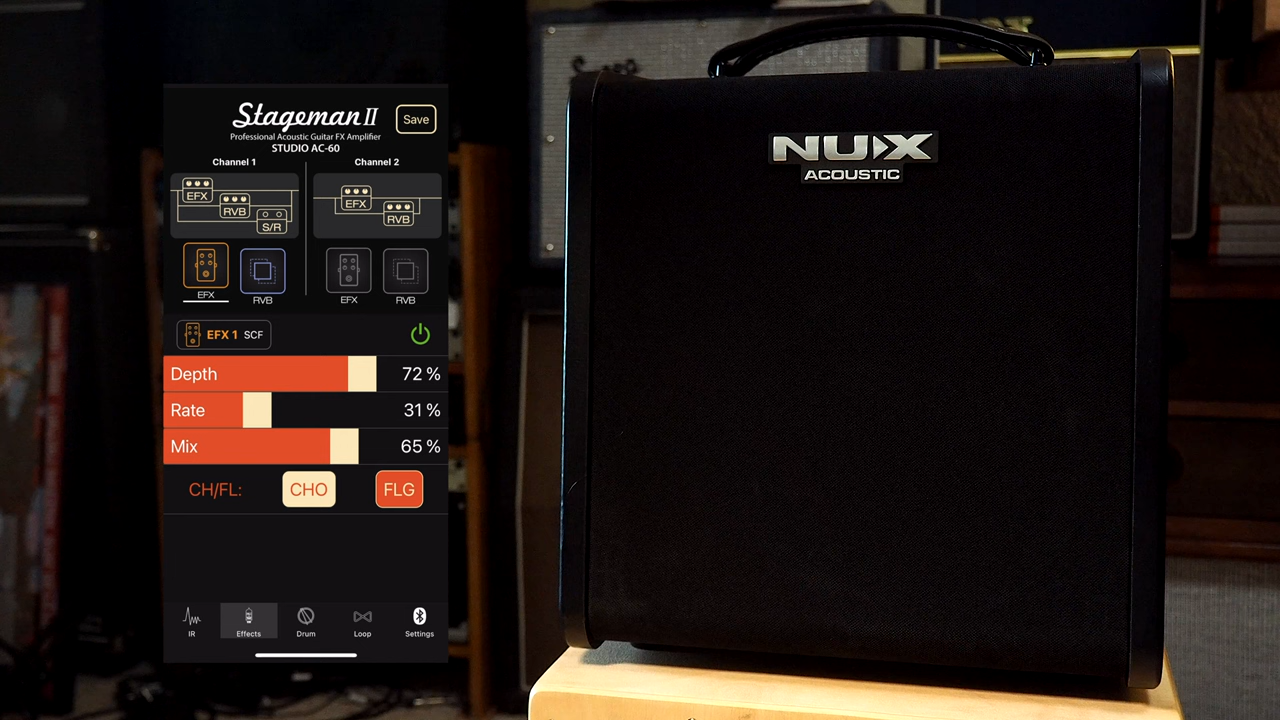 Stageman II
Save
Professional Acoustic Guitar FX Amplifier
STUDIO AC-60
Channel 1
Channel 2
EFX
RVB
S/R
EFX
RVB
EFX
RVB
EFX
RVB
EFX 1 SCF
Depth 72 %
Rate 31 %
Mix 65 %
CH/FL: CHO FLG
IR
Effects
Drum
Loop
Settings
NUX
ACOUSTIC